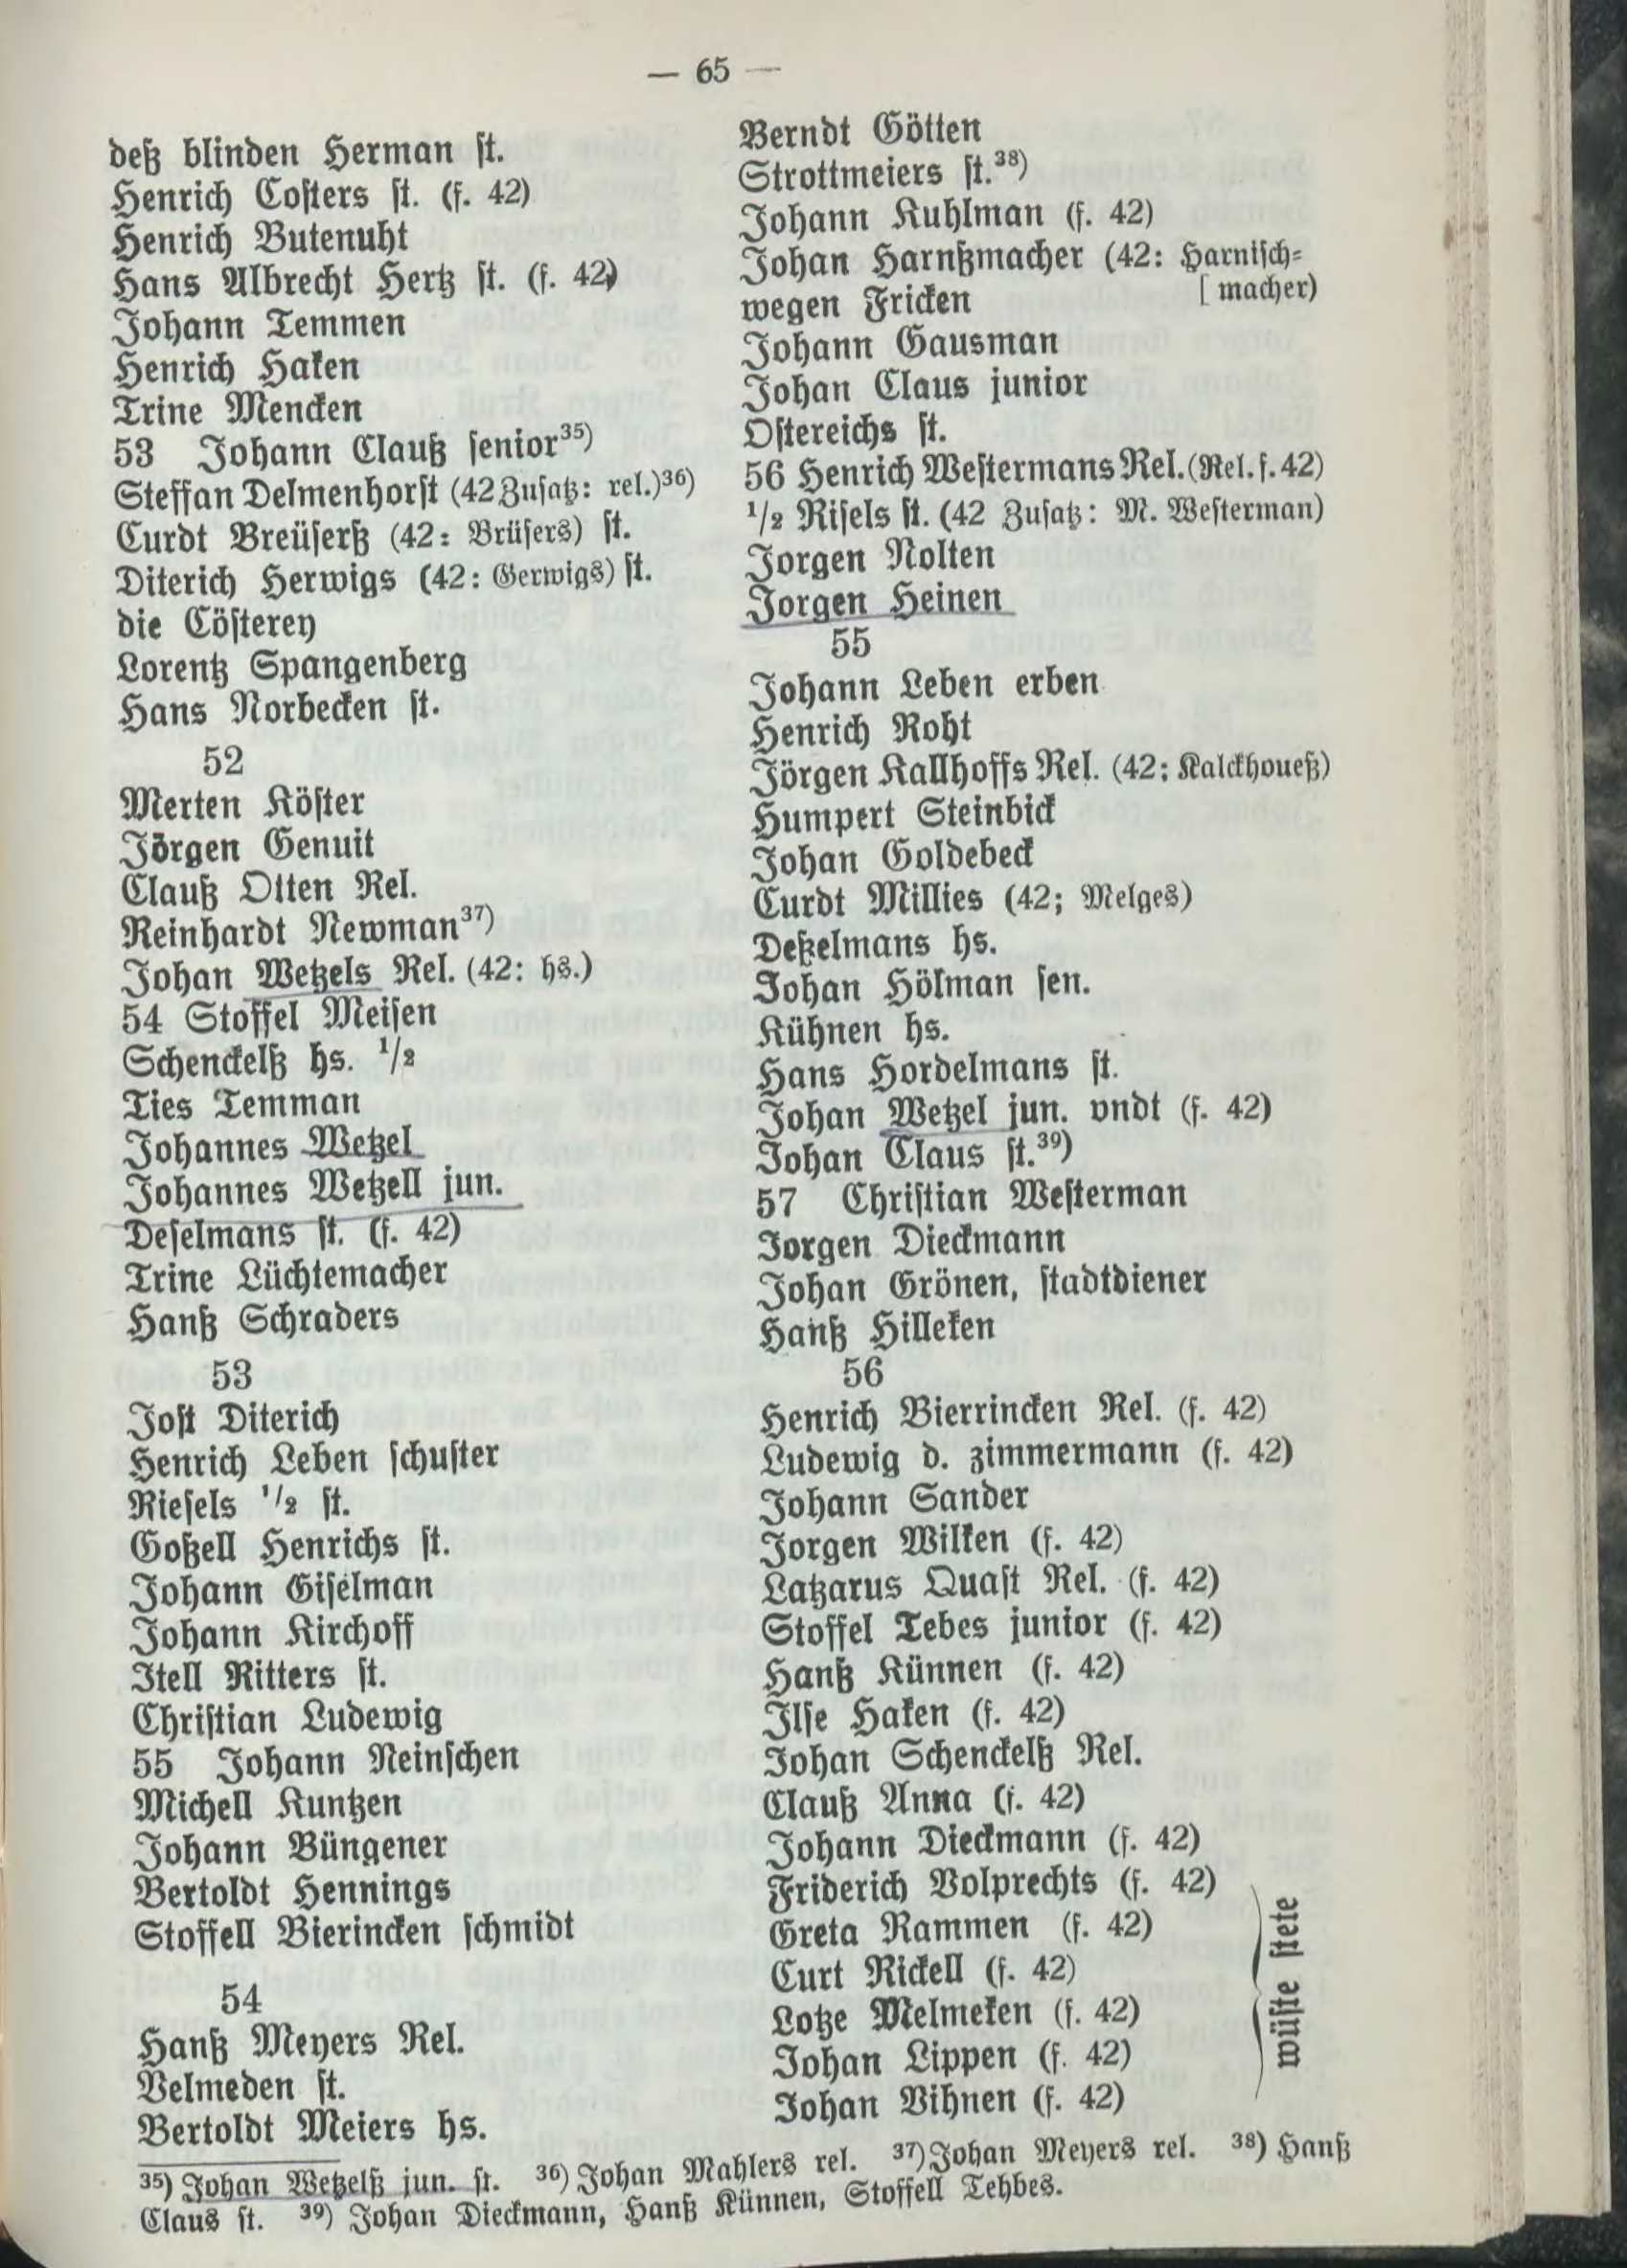 — 65 —
deß blinden Herman st.
Henrich Costers st. (f. 42)
Henrich Butenuht
Hans Albrecht Hertz st. (f. 42)
Johann Temmen
Henrich Haken
Trine Mencken
53 Johann Clauß senior³⁵)
Steffan Delmenhorst (42 Zusatz: rel.)³⁶)
Curdt Breüserß (42: Brüsers) st.
Diterich Herwigs (42: Gerwigs) st.
die Cösterey
Lorentz Spangenberg
Hans Norbecken st.
52
Merten Köster
Jörgen Genuit
Clauß Otten Rel.
Reinhardt Newman³⁷)
Johan Wetzels Rel. (42: hs.)
54 Stoffel Meisen
Schenckelß hs. ¹/₂
Ties Temman
Johannes Wetzel
Johannes Wetzell jun.
Deselmans st. (f. 42)
Trine Lüchtemacher
Hanß Schraders
53
Jost Diterich
Henrich Leben schuster
Riesels ¹/₂ st.
Goßell Henrichs st.
Johann Giselman
Johann Kirchoff
Itell Ritters st.
Christian Ludewig
55 Johann Neinschen
Michell Kuntzen
Johann Büngener
Bertoldt Hennings
Stoffell Bierincken schmidt
54
Hanß Meyers Rel.
Velmeden st.
Bertoldt Meiers hs.
Berndt Götten
Strottmeiers st.³⁸)
Johann Kuhlman (f. 42)
Johan Harnßmacher (42: Harnisch=
wegen Fricken [macher)
Johann Gausman
Johan Claus junior
Ostereichs st.
56 Henrich Westermans Rel. (Rel. f. 42)
¹/₂ Risels st. (42 Zusatz: M. Westerman)
Jorgen Nolten
Jorgen Heinen
55
Johann Leben erben
Henrich Roht
Jörgen Kallhoffs Rel. (42: Kalckhoueß)
Humpert Steinbick
Johan Goldebeck
Curdt Millies (42; Melges)
Deßelmans hs.
Johan Hölman sen.
Kühnen hs.
Hans Hordelmans st.
Johan Wetzel jun. vndt (f. 42)
Johan Claus st.³⁹)
57 Christian Westerman
Jorgen Dieckmann
Johan Grönen, stadtdiener
Hanß Hilleken
56
Henrich Bierrincken Rel. (f. 42)
Ludewig d. zimmermann (f. 42)
Johann Sander
Jorgen Wilken (f. 42)
Latzarus Quast Rel. (f. 42)
Stoffel Tebes junior (f. 42)
Hanß Künnen (f. 42)
Ilse Haken (f. 42)
Johan Schenckelß Rel.
Clauß Anna (f. 42)
Johann Dieckmann (f. 42)
Friderich Volprechts (f. 42)
Greta Rammen (f. 42)
Curt Rickell (f. 42)
Lotze Melmeken (f. 42)
Johan Lippen (f. 42)
Johan Vihnen (f. 42)
wüste stete
³⁵) Johan Wetzelß jun. st. ³⁶) Johan Mahlers rel. ³⁷) Johan Meyers rel. ³⁸) Hanß
Claus st. ³⁹) Johan Dieckmann, Hanß Künnen, Stoffell Tehbes.